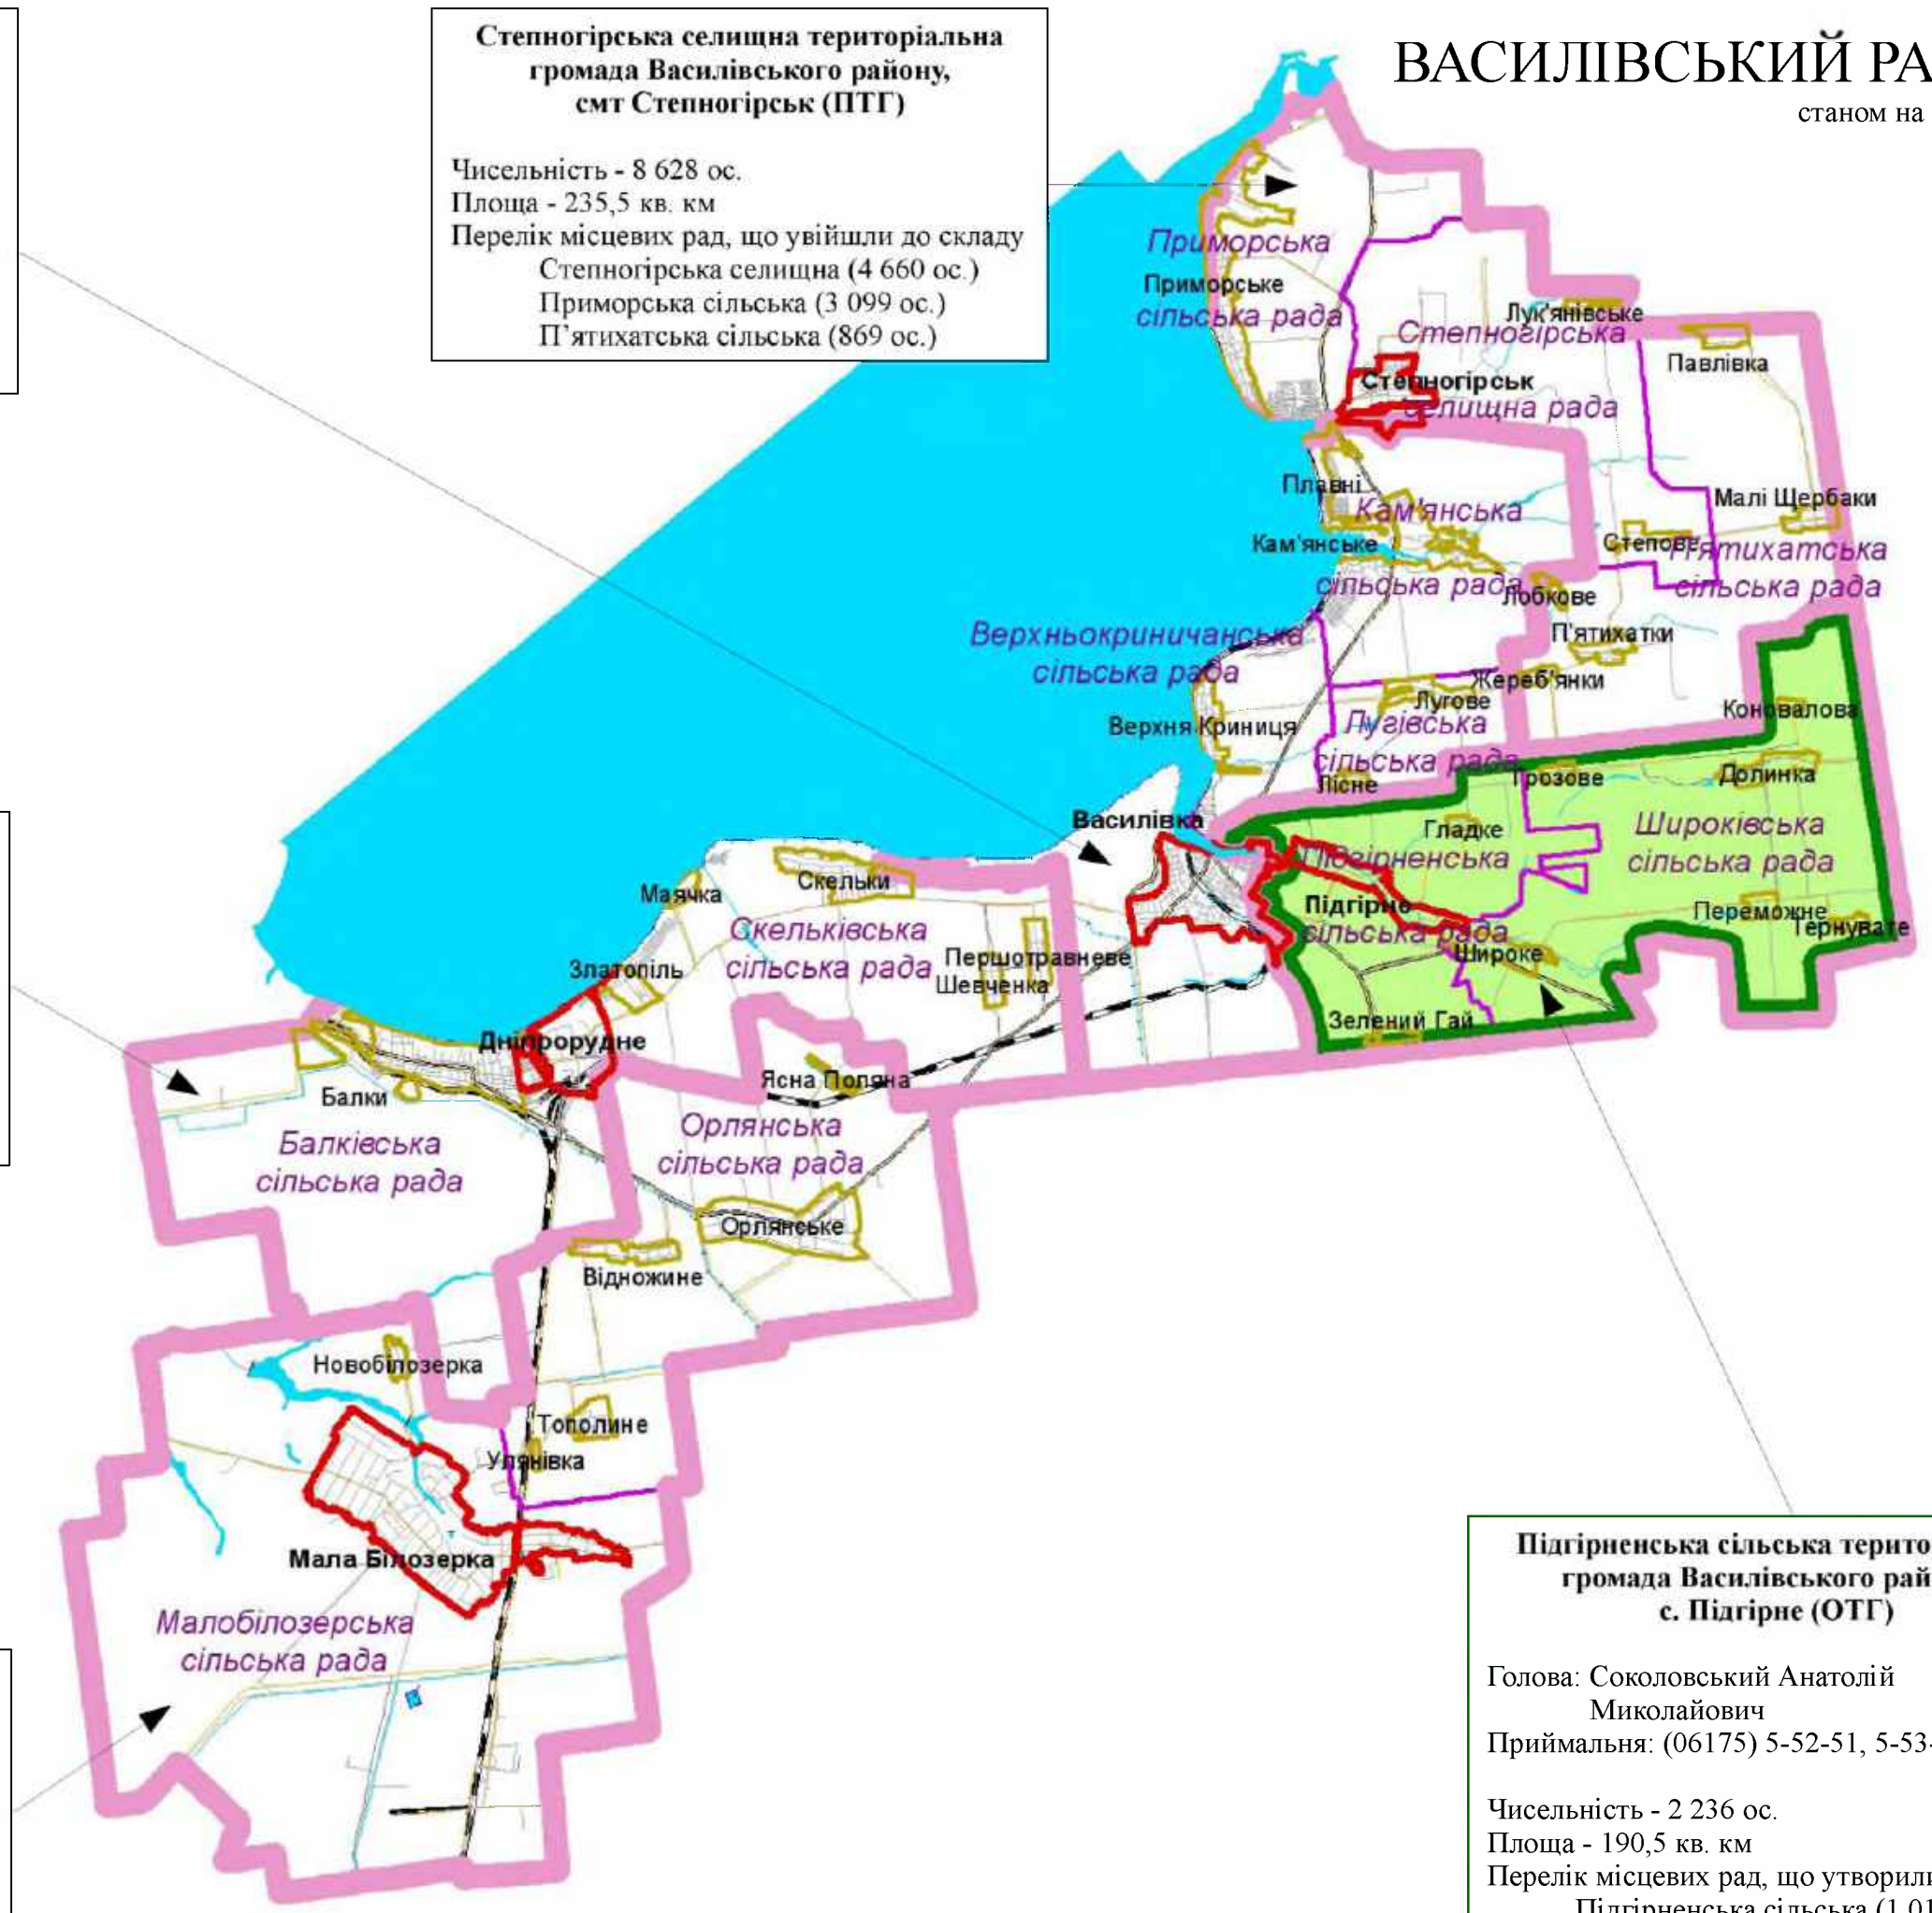 Степногірська селищна територіальна
громада Василівського району,
смт Степногірськ (ПТГ)
Чисельність - 8 628 ос.
Площа - 235,5 кв. км
Перелік місцевих рад, що увійшли до складу
Степногірська селищна (4 660 ос.)
Приморська сільська (3 099 ос.)
П'ятихатська сільська (869 ос.)
ВАСИЛІВСЬКИЙ РА
станом на
Приморська
сільська рада
Приморське
Лук'янівське
Степногірська
селищна рада
Степногірськ
Павлівка
Плавні
Кам'янська
сільська рада
Кам'янське
Малі Щербаки
Степове
П'ятихатська
сільська рада
Лобкове
П'ятихатки
Верхньокриничанська
сільська рада
Жереб'янки
Лугове
Верхня Криниця
Лугівська
сільська рада
Лісне
Коновалова
Грозове
Долинка
Василівка
Гладке
Широківська
сільська рада
Підгірненська
сільська рада
Підгірне
Переможне
Тернувате
Широке
Зелений Гай
Маячка
Скельки
Скельківська
сільська рада
Першотравневе
Шевченка
Златопіль
Дніпрорудне
Ясна Поляна
Балки
Балківська
сільська рада
Орлянська
сільська рада
Орлянське
Відножине
Новобілозерка
Тополине
Улянівка
Мала Білозерка
Малобілозерська
сільська рада
Підгірненська сільська терито
громада Василівського рай
с. Підгірне (ОТГ)
Голова: Соколовський Анатолій
Миколайович
Приймальня: (06175) 5-52-51, 5-53-
Чисельність - 2 236 ос.
Площа - 190,5 кв. км
Перелік місцевих рад, що утворили
Підгірненська сільська (1 01